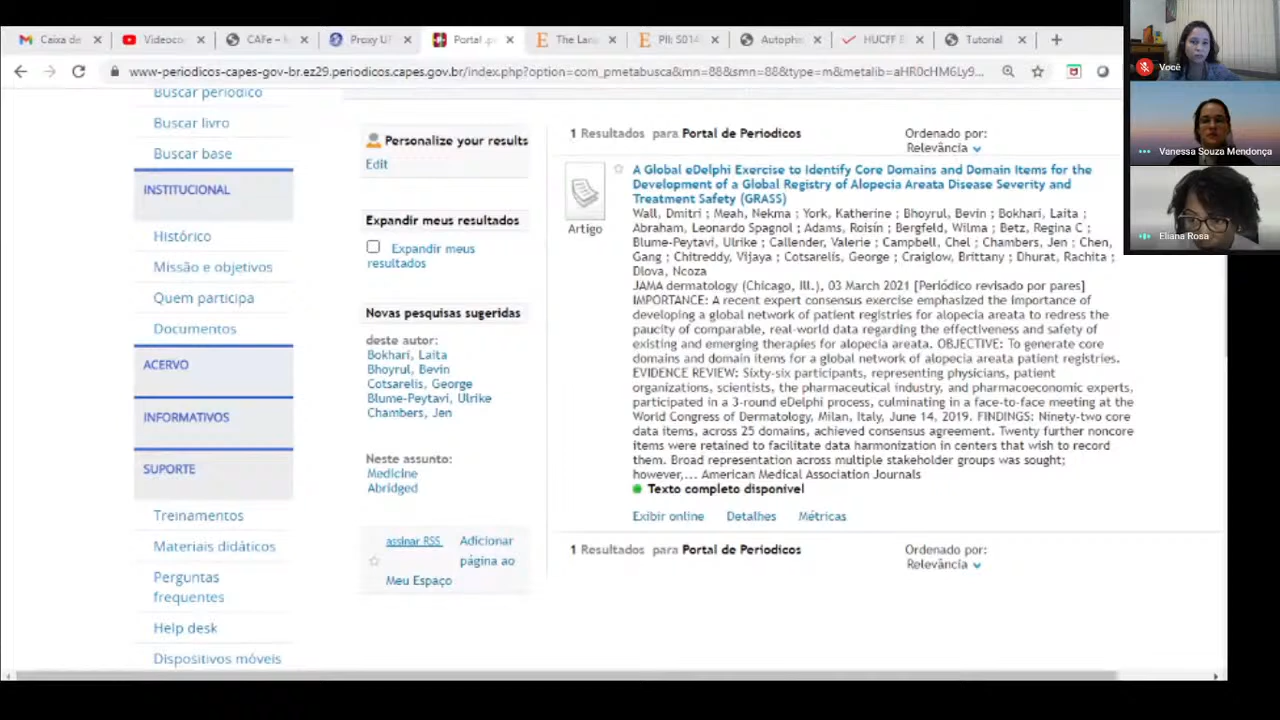 Caixa de
Videoco
CAFe –
Proxy U
Portal .pe
The Lan
PII: S014
Autopha
HUCFF E
Tutorial
www-periodicos-capes-gov-br.ez29.periodicos.capes.gov.br/index.php?option=com_pmetabusca&mn=88&smn=88&type=m&metalib=aHR0cHM6Ly9...
Buscar periódico
Buscar livro
Buscar base
INSTITUCIONAL
Histórico
Missão e objetivos
Quem participa
Documentos
ACERVO
INFORMATIVOS
SUPORTE
Treinamentos
Materiais didáticos
Perguntas
frequentes
Help desk
Dispositivos móveis
Personalize your results
Edit
Expandir meus resultados
Expandir meus
resultados
Novas pesquisas sugeridas
deste autor:
Bokhari, Laita
Bhoyrul, Bevin
Cotsarelis, George
Blume-Peytavi, Ulrike
Chambers, Jen
Neste assunto:
Medicine
Abridged
assinar RSS
Adicionar
página ao
Meu Espaço
1 Resultados para Portal de Periodicos
Ordenado por:
Relevância
Artigo
A Global eDelphi Exercise to Identify Core Domains and Domain Items for the
Development of a Global Registry of Alopecia Areata Disease Severity and
Treatment Safety (GRASS)
Wall, Dmitri ; Meah, Nekma ; York, Katherine ; Bhoyrul, Bevin ; Bokhari, Laita ;
Abraham, Leonardo Spagnol ; Adams, Roisín ; Bergfeld, Wilma ; Betz, Regina C ;
Blume-Peytavi, Ulrike ; Callender, Valerie ; Campbell, Chel ; Chambers, Jen ; Chen,
Gang ; Chitreddy, Vijaya ; Cotsarelis, George ; Craiglow, Brittany ; Dhurat, Rachita ;
Dlova, Ncoza
JAMA dermatology (Chicago, Ill.), 03 March 2021 [Periódico revisado por pares]
IMPORTANCE: A recent expert consensus exercise emphasized the importance of
developing a global network of patient registries for alopecia areata to redress the
paucity of comparable, real-world data regarding the effectiveness and safety of
existing and emerging therapies for alopecia areata. OBJECTIVE: To generate core
domains and domain items for a global network of alopecia areata patient registries.
EVIDENCE REVIEW: Sixty-six participants, representing physicians, patient
organizations, scientists, the pharmaceutical industry, and pharmacoeconomic experts,
participated in a 3-round eDelphi process, culminating in a face-to-face meeting at the
World Congress of Dermatology, Milan, Italy, June 14, 2019. FINDINGS: Ninety-two core
data items, across 25 domains, achieved consensus agreement. Twenty further noncore
items were retained to facilitate data harmonization in centers that wish to record
them. Broad representation across multiple stakeholder groups was sought;
however,... American Medical Association Journals
Texto completo disponível
Exibir online Detalhes Métricas
1 Resultados para Portal de Periodicos
Ordenado por:
Relevância
Você
Vanessa Souza Mendonça
Eliana Rosa